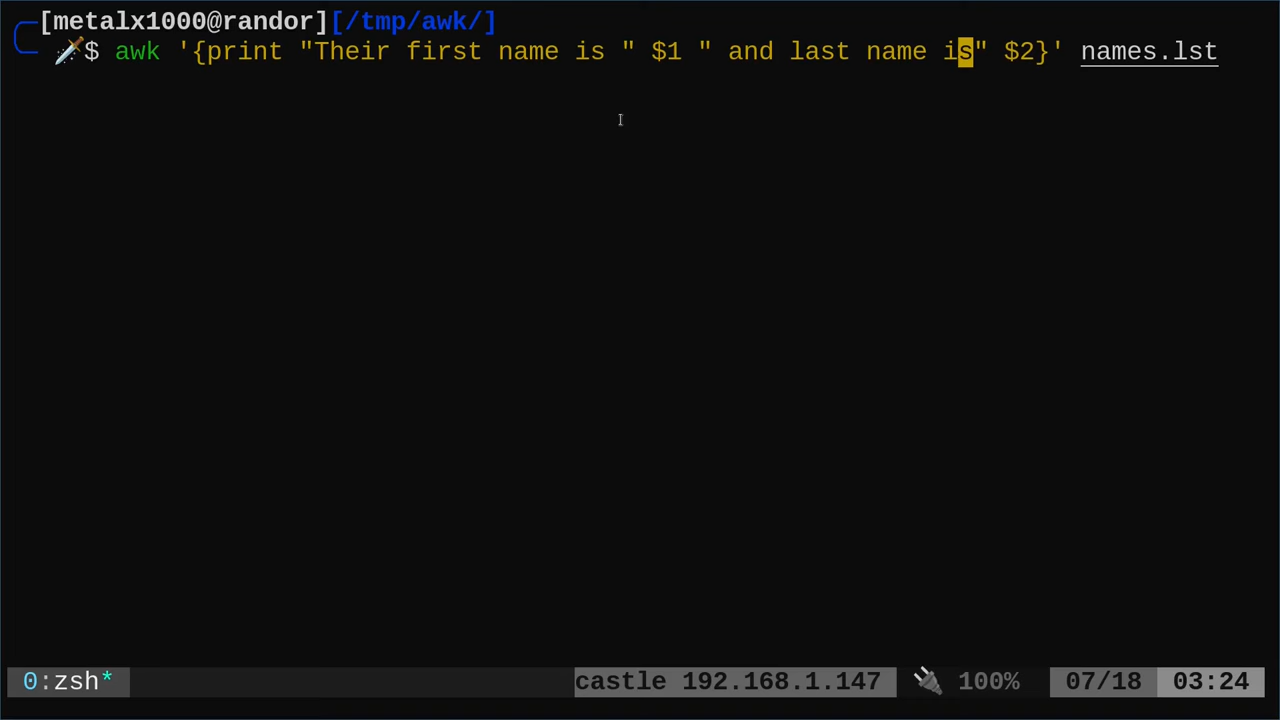 [metalx1000@randor][/tmp/awk/]
$ awk '{print "Their first name is " $1 " and last name is" $2}' names.lst
0:zsh* castle 192.168.1.147 100% 07/18 03:24